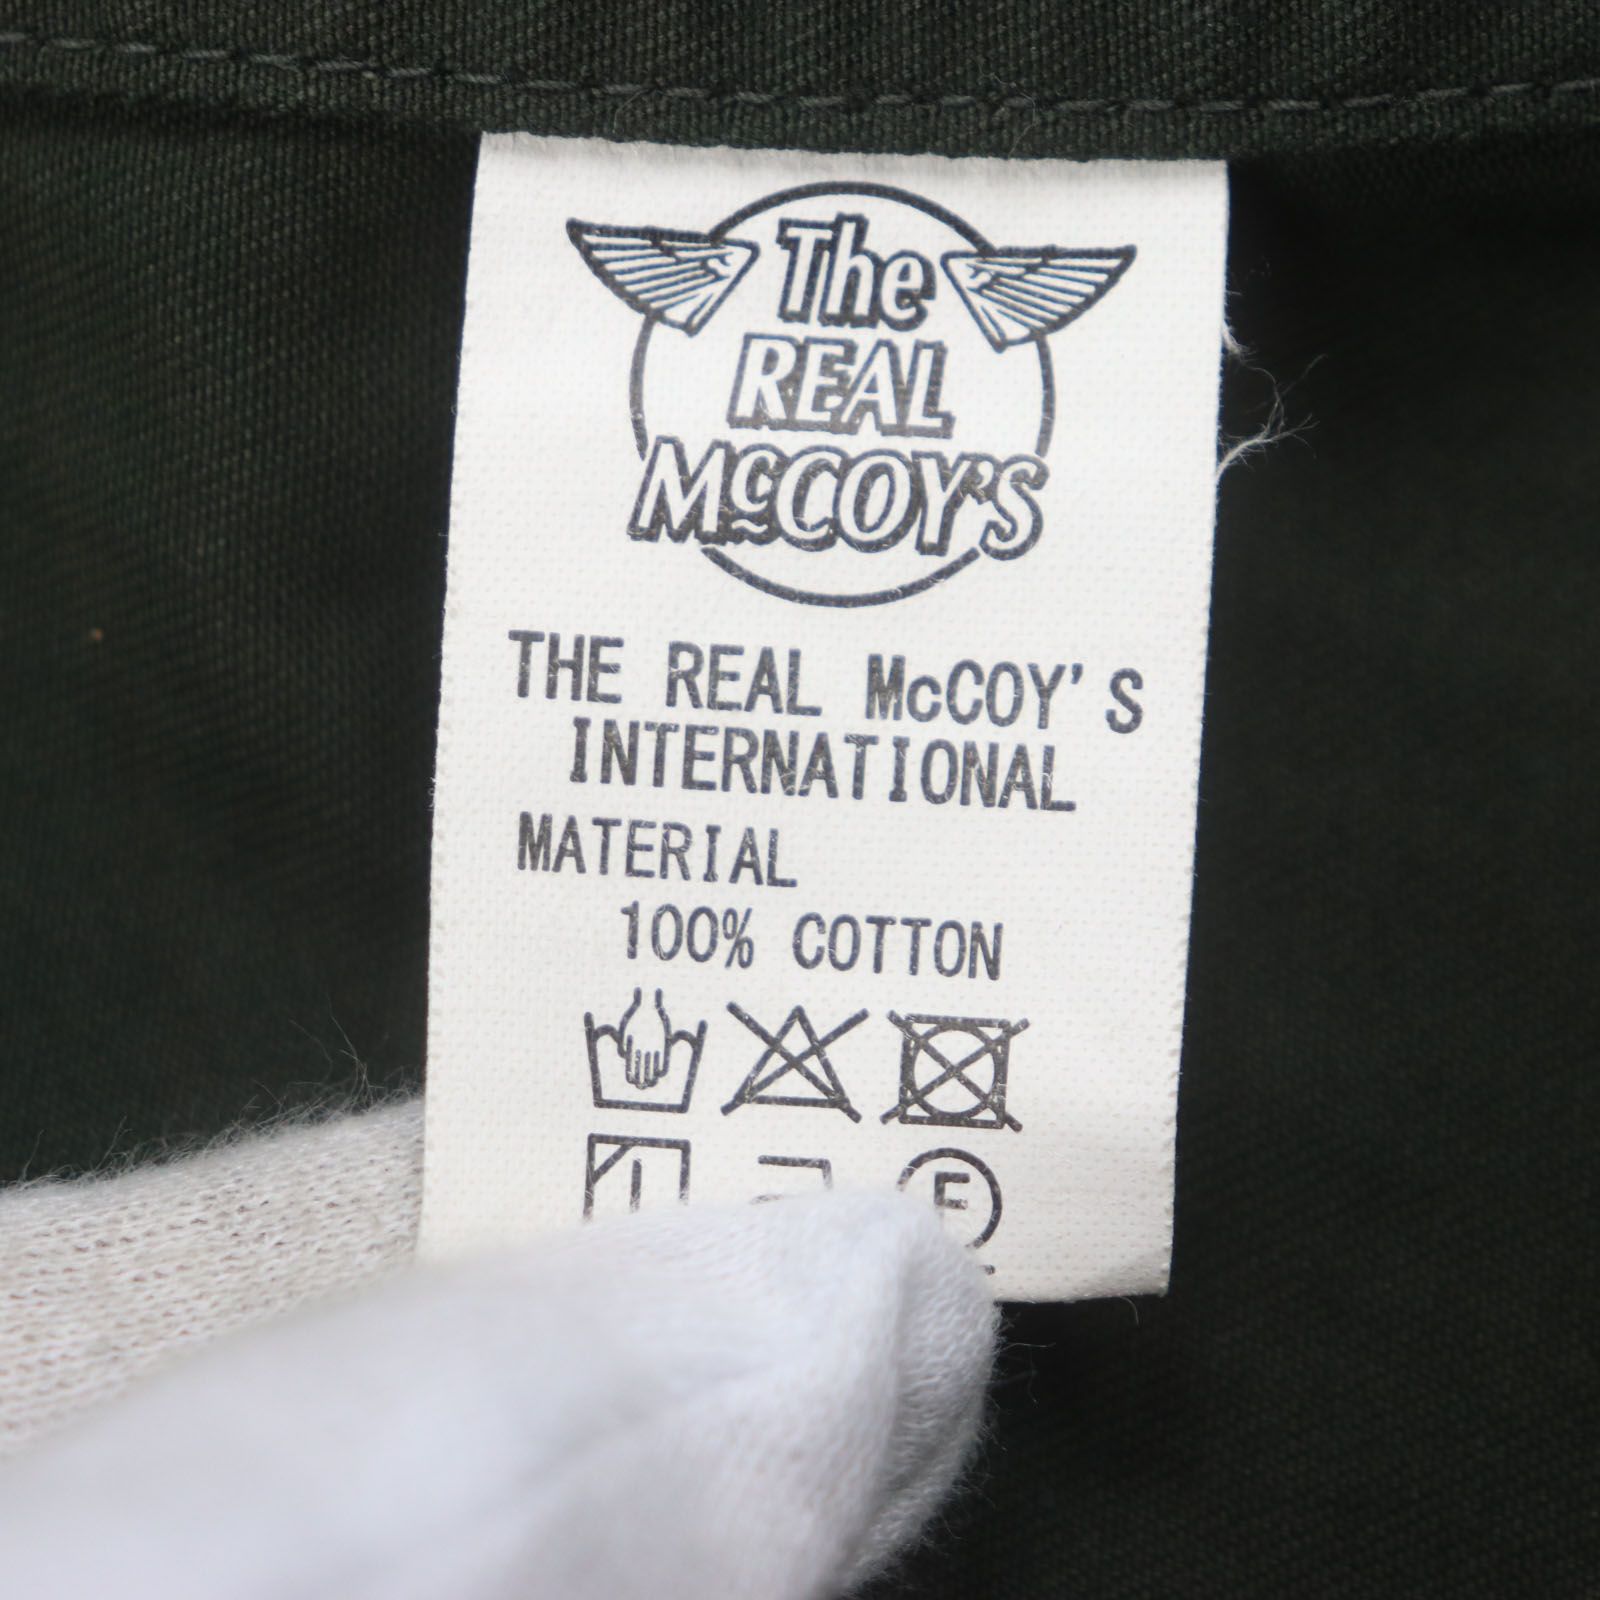 The
REAL
McCOY'S
THE REAL McCOY'S
INTERNATIONAL
MATERIAL
100% COTTON
F